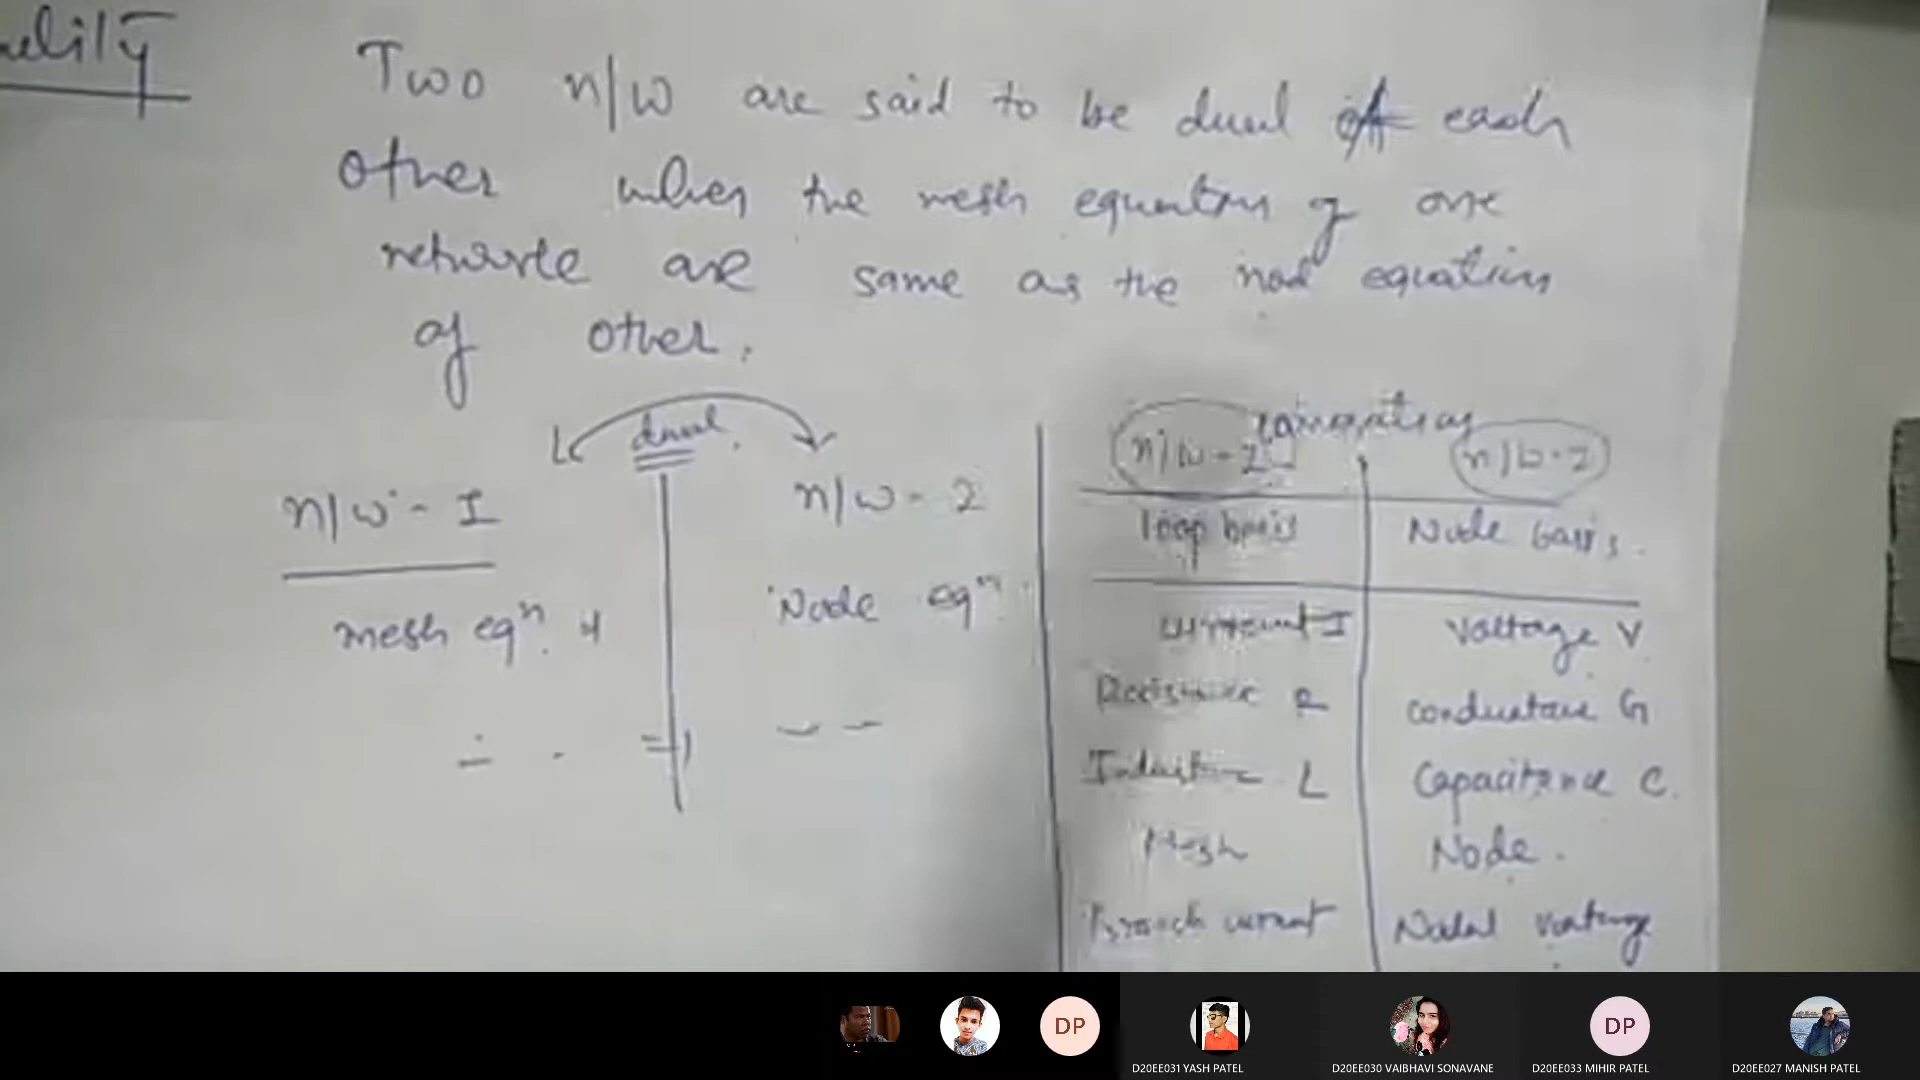 Two n/w are said to be dual of each
other when the mesh equations of one
network are same as the nod equations
of other.
dual.
n/w - I
n/w - 2
mesh eqn.
Node eqn.
n/w - I
n/w - 2
loop basis
Node basis.
current I
Voltage V
Resistance R
Conductance G
Inductance L
Capacitance C.
Mesh
Node.
Branch current
Nodal voltage
DP
DP
D20EE031 YASH PATEL
D20EE030 VAIBHAVI SONAVANE
D20EE033 MIHIR PATEL
D20EE027 MANISH PATEL